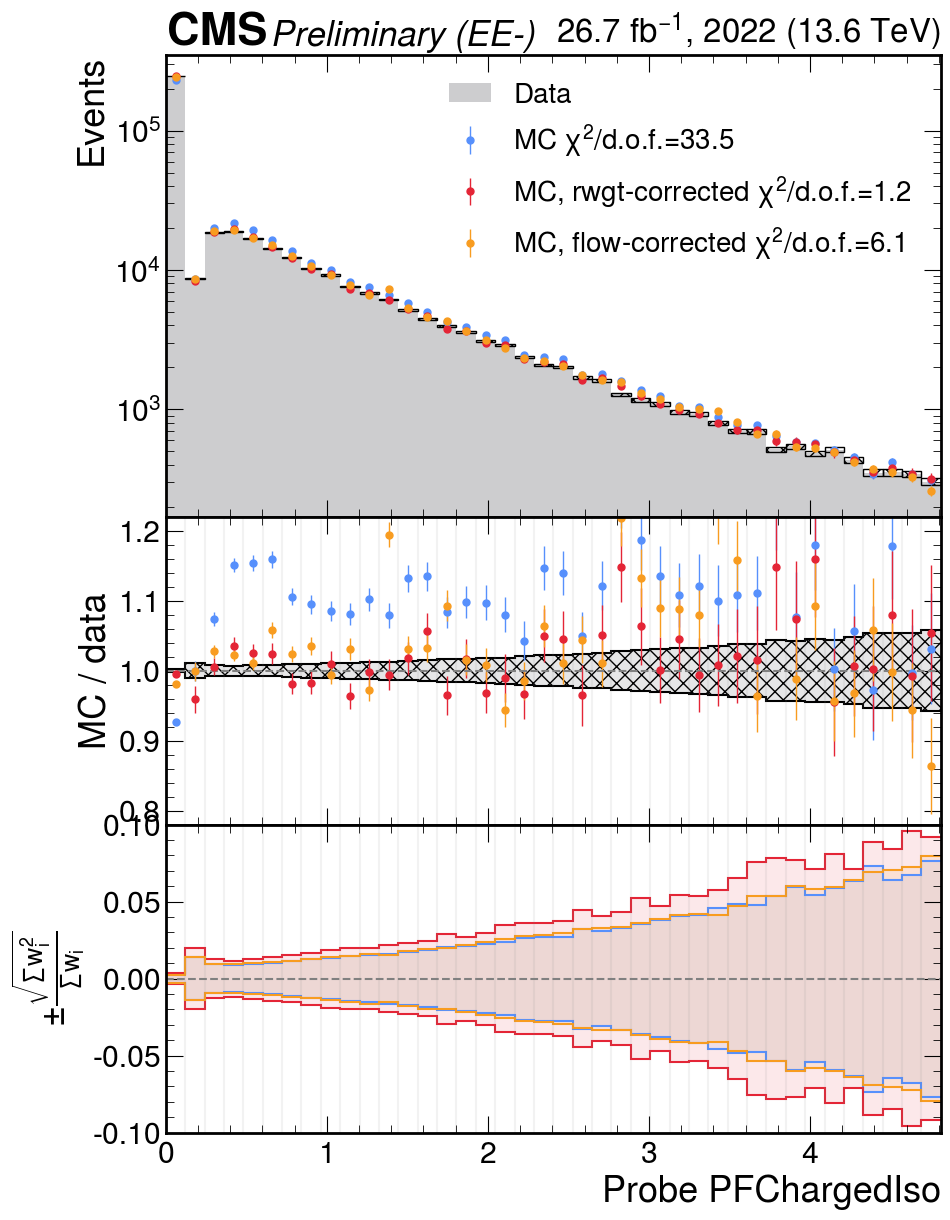 CMS Preliminary (EE-) 26.7 fb⁻¹, 2022 (13.6 TeV)
Events
10⁵
10⁴
10³
Data
MC χ²/d.o.f.=33.5
MC, rwgt-corrected χ²/d.o.f.=1.2
MC, flow-corrected χ²/d.o.f.=6.1
MC / data
1.2
1.1
1.0
0.9
0.8
±√Σwᵢ²/Σwᵢ
0.10
0.05
0.00
-0.05
-0.10
0 1 2 3 4
Probe PFChargedIso